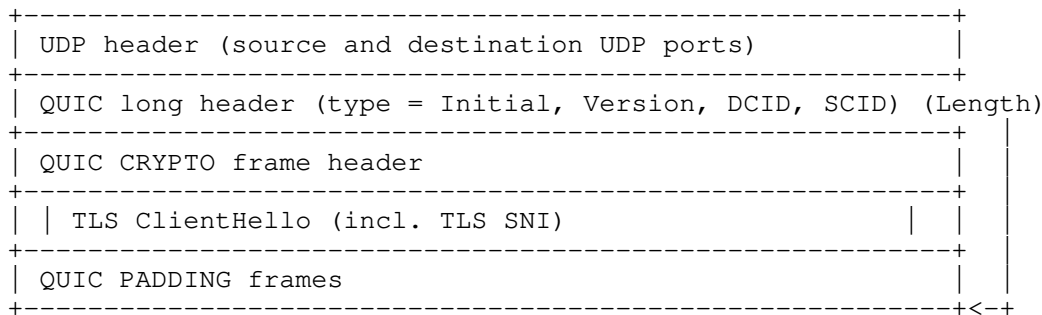 UDP header (source and destination UDP ports)
QUIC long header (type = Initial, Version, DCID, SCID) (Length)
QUIC CRYPTO frame header
TLS ClientHello (incl. TLS SNI)
QUIC PADDING frames